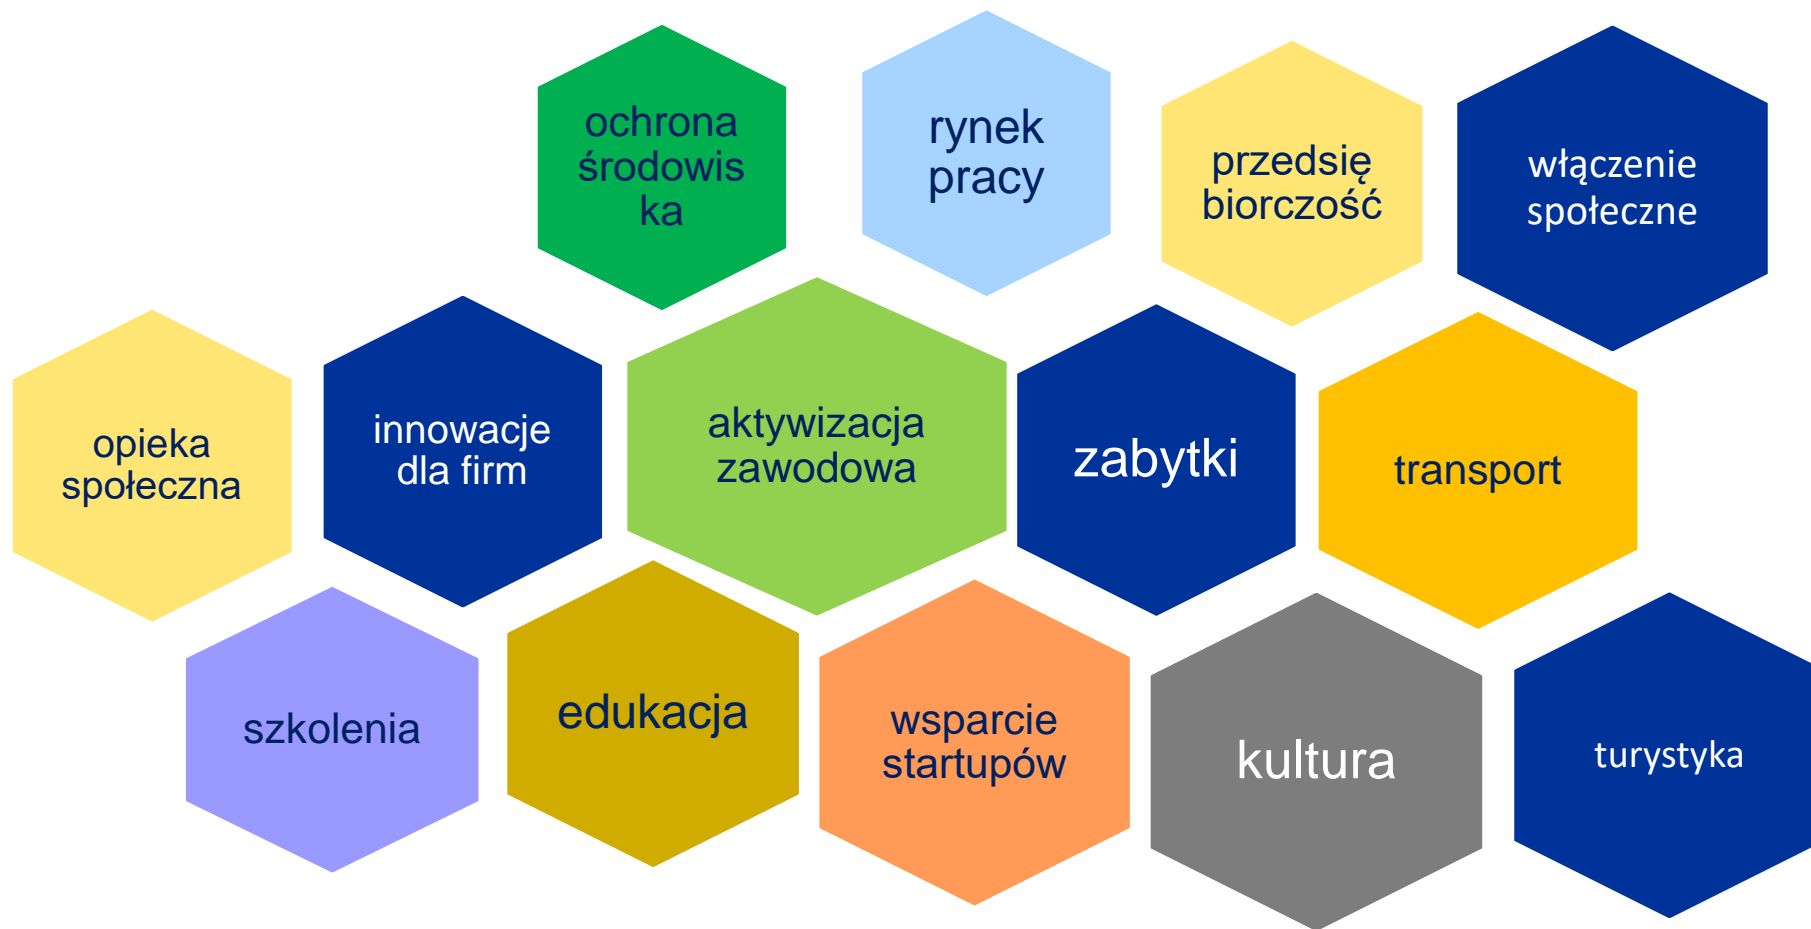 ochrona
środowis
ka
rynek
pracy
przedsię
biorczość
włączenie
społeczne
opieka
społeczna
innowacje
dla firm
aktywizacja
zawodowa
zabytki
transport
szkolenia
edukacja
wsparcie
startupów
kultura
turystyka